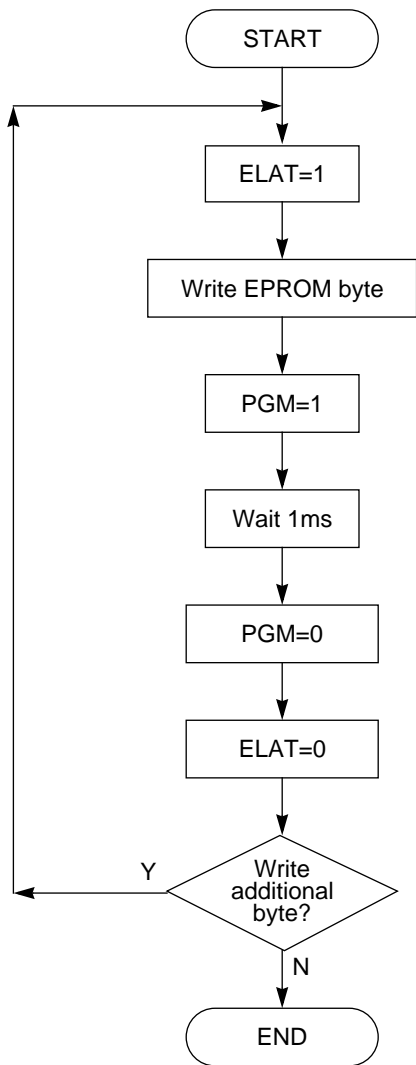 START
ELAT=1
Write EPROM byte
PGM=1
Wait 1ms
PGM=0
ELAT=0
Y
Write
additional
byte?
N
END